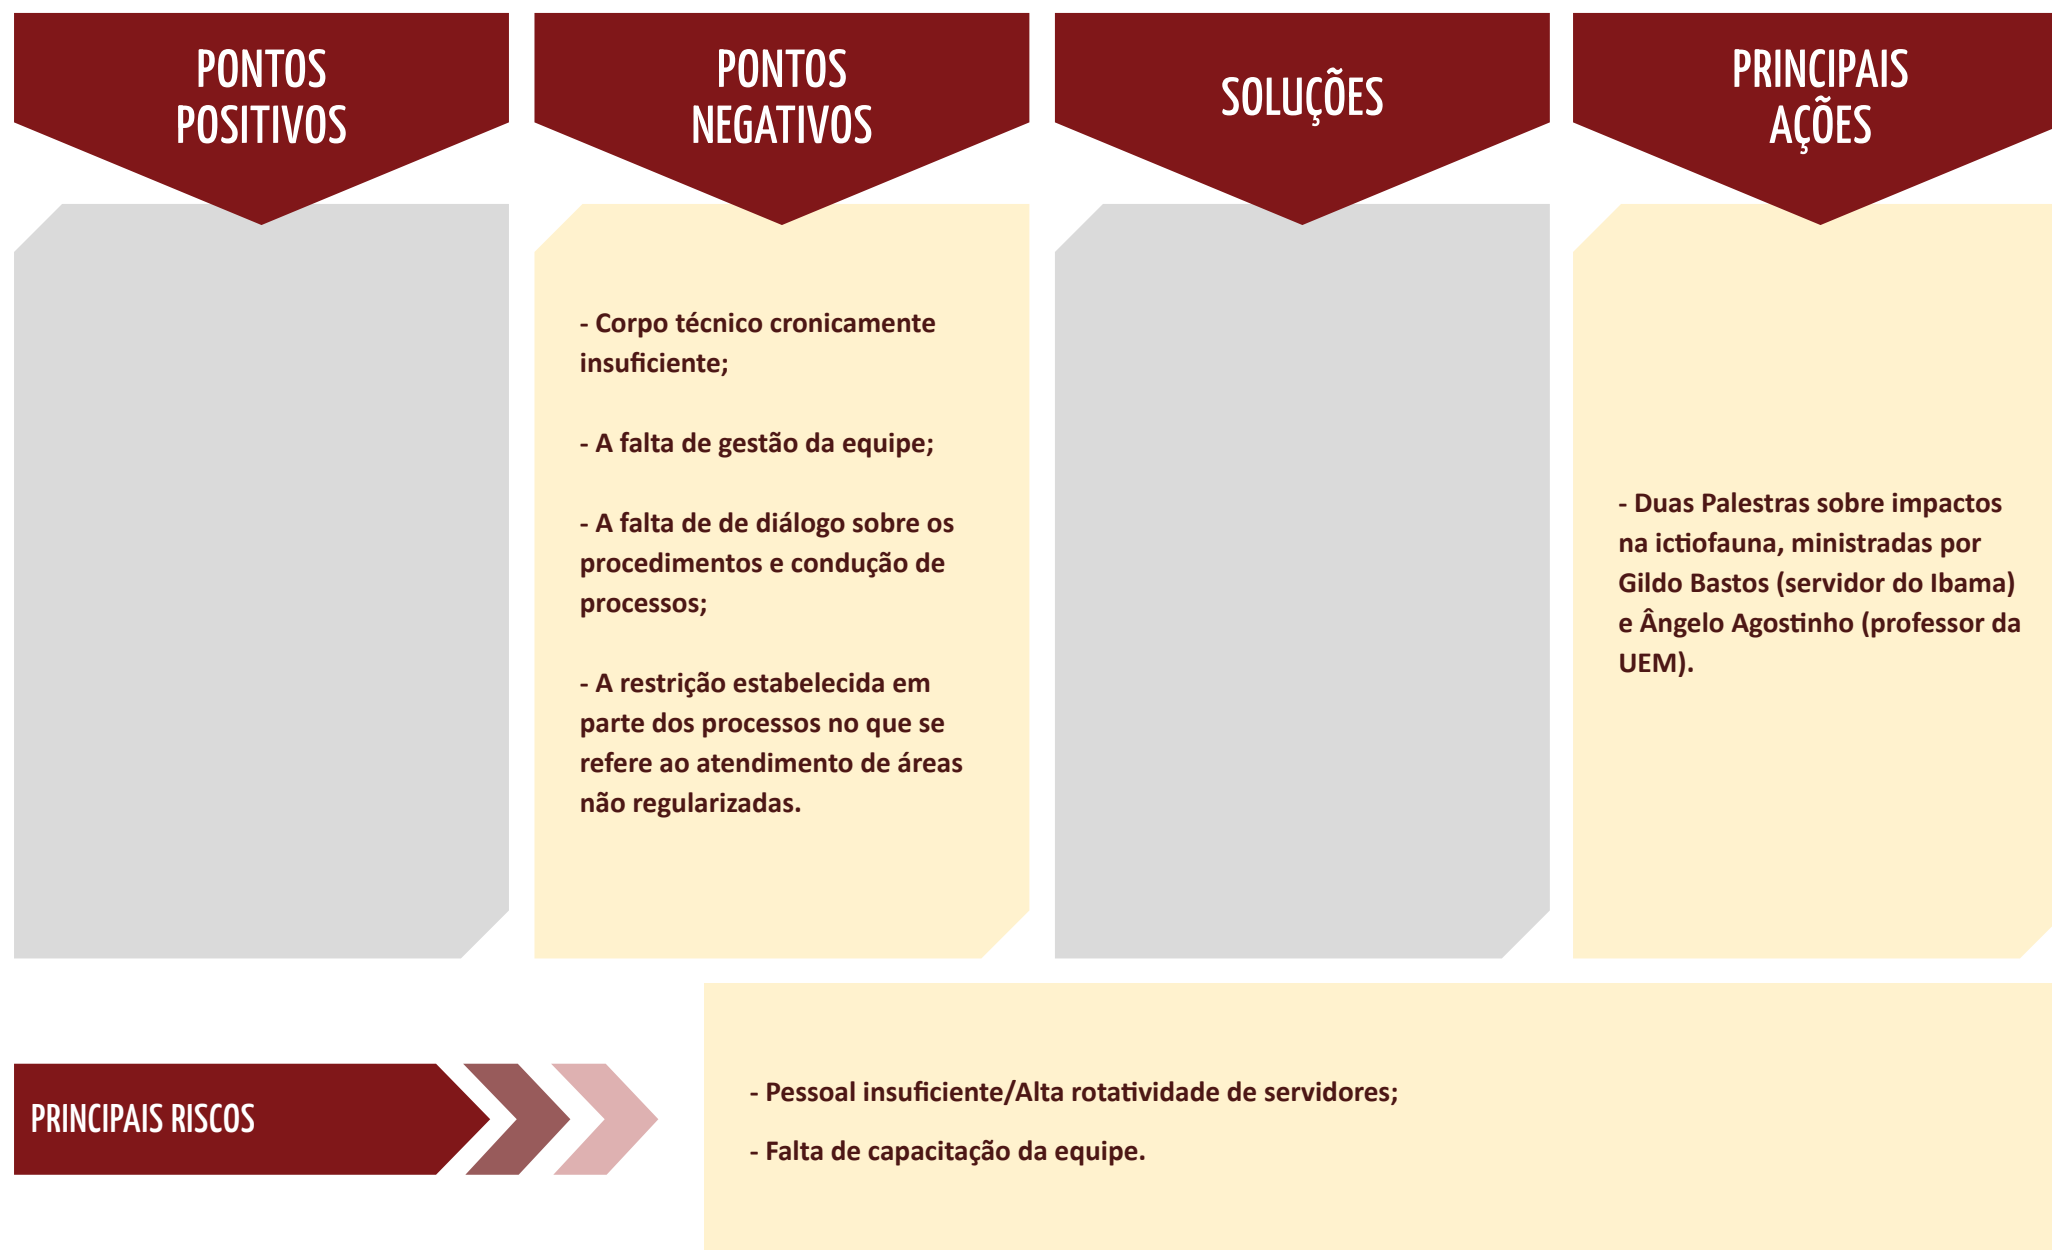 PONTOS
POSITIVOS
PONTOS
NEGATIVOS
- Corpo técnico cronicamente
insuficiente;
- A falta de gestão da equipe;
- A falta de de diálogo sobre os
procedimentos e condução de
processos;
- A restrição estabelecida em
parte dos processos no que se
refere ao atendimento de áreas
não regularizadas.
SOLUÇÕES
PRINCIPAIS
AÇÕES
- Duas Palestras sobre impactos
na ictiofauna, ministradas por
Gildo Bastos (servidor do Ibama)
e Ângelo Agostinho (professor da
UEM).
PRINCIPAIS RISCOS
- Pessoal insuficiente/Alta rotatividade de servidores;
- Falta de capacitação da equipe.